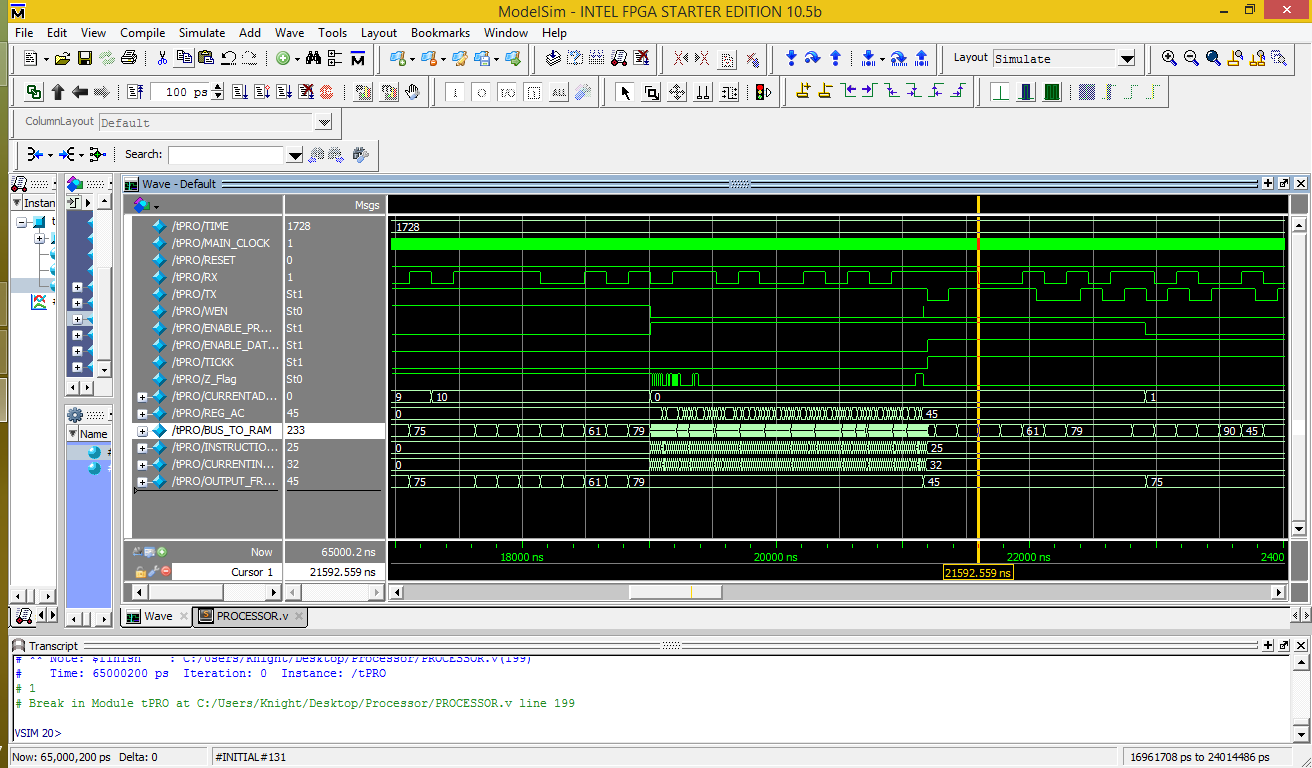 ModelSim - INTEL FPGA STARTER EDITION 10.5b
File Edit View Compile Simulate Add Wave Tools Layout Bookmarks Window Help
Layout Simulate
100 ps
ColumnLayout Default
Search:
Wave - Default
Instan
Msgs
/tPRO/TIME 1728 1728
/tPRO/MAIN_CLOCK 1
/tPRO/RESET 0
/tPRO/RX 1
/tPRO/TX St1
/tPRO/WEN St0
/tPRO/ENABLE_PR... St1
/tPRO/ENABLE_DAT... St1
/tPRO/TICKK St1
/tPRO/Z_Flag St0
/tPRO/CURRENTAD... 0 9 10 0 1
/tPRO/REG_AC 45 0 45
/tPRO/BUS_TO_RAM 233 75 61 79 61 79 90 45
/tPRO/INSTRUCTIO... 25 0 25
/tPRO/CURRENTIN... 32 0 32
/tPRO/OUTPUT_FR... 45 75 61 79 45 75
Name
Now 65000.2 ns 18000 ns 20000 ns 22000 ns 2400
Cursor 1 21592.559 ns 21592.559 ns
Wave PROCESSOR.v
Transcript
# ** Note: $finish : C:/Users/Knight/Desktop/Processor/PROCESSOR.v(199)
# Time: 65000200 ps Iteration: 0 Instance: /tPRO
# 1
# Break in Module tPRO at C:/Users/Knight/Desktop/Processor/PROCESSOR.v line 199
VSIM 20>
Now: 65,000,200 ps Delta: 0 #INITIAL#131 16961708 ps to 24014486 ps